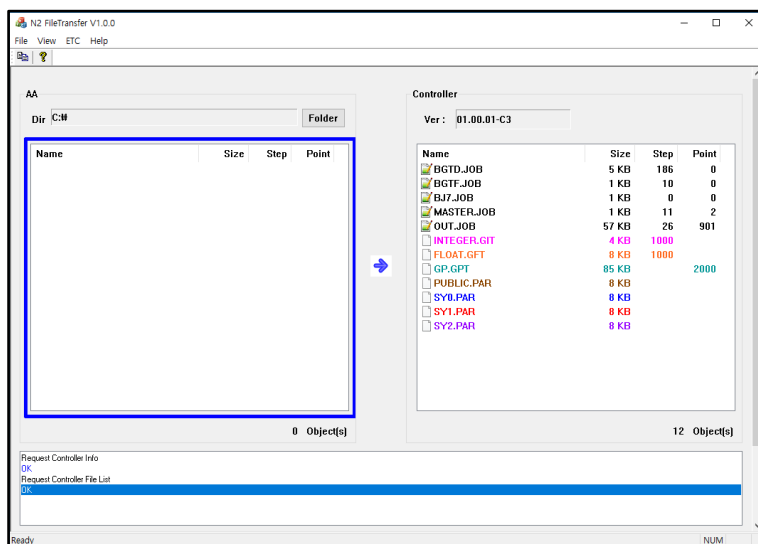 N2 FileTransfer V1.0.0
File View ETC Help
AA
Dir C:₩ Folder
Name Size Step Point
0 Object(s)
Controller
Ver : 01.00.01-C3
Name Size Step Point
BGTD.JOB 5 KB 186 0
BGTF.JOB 1 KB 10 0
BJ7.JOB 1 KB 0 0
MASTER.JOB 1 KB 11 2
OUT.JOB 57 KB 26 901
INTEGER.GIT 4 KB 1000
FLOAT.GFT 8 KB 1000
GP.GPT 85 KB 2000
PUBLIC.PAR 8 KB
SY0.PAR 8 KB
SY1.PAR 8 KB
SY2.PAR 8 KB
12 Object(s)
Request Controller Info
OK
Request Controller File List
OK
Ready NUM